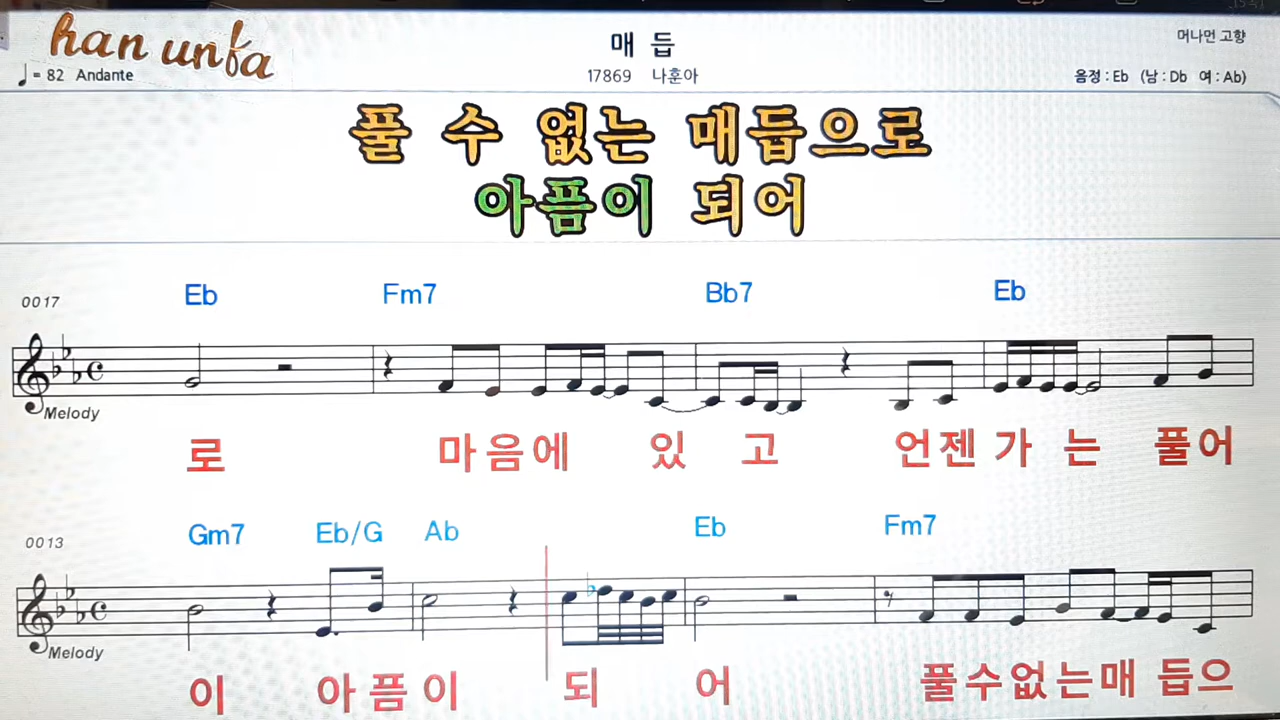 han unfa
매 듭
머나먼 고향
♩= 82 Andante
17869 나훈아
음정 : Eb (남 : Db 여 : Ab)
풀 수 없는 매듭으로
아픔이 되어
0017 Eb Fm7 Bb7 Eb
Melody
로 마음에 있 고 언젠 가 는 풀어
0013 Gm7 Eb/G Ab Eb Fm7
Melody
이 아 픔 이 되 어 풀수없는매 듭으